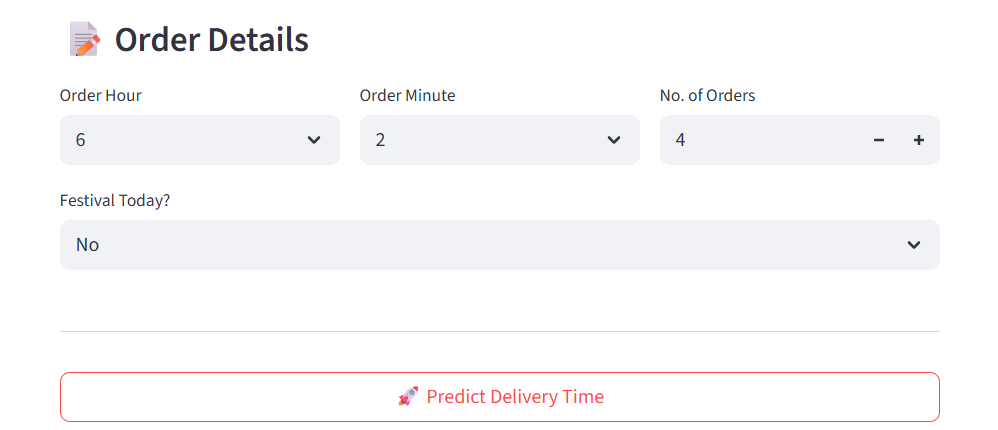 Order Details
Order Hour
Order Minute
No. of Orders
6
2
4
Festival Today?
No
Predict Delivery Time